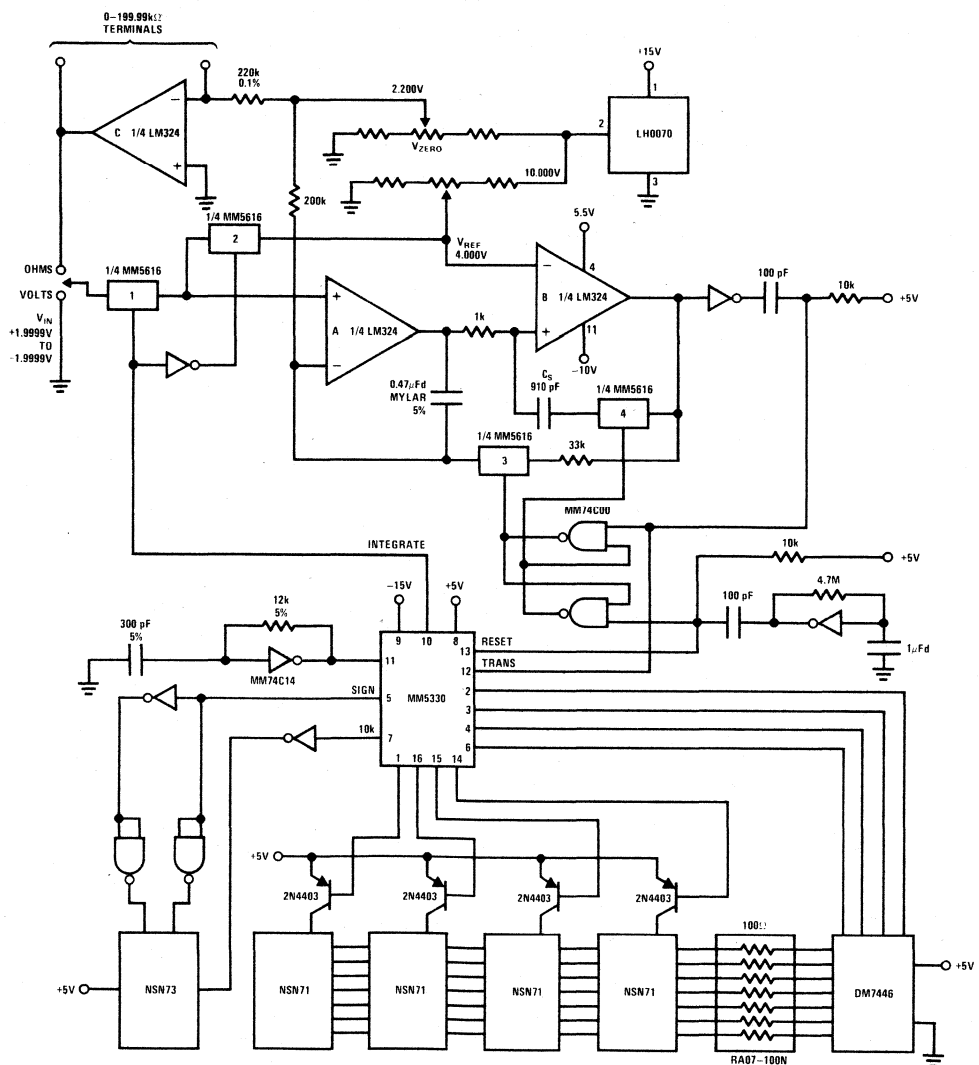 0–199.99kΩ
TERMINALS
220k
0.1%
2.200V
+15V
1
C 1/4 LM324
−
+
VZERO
2
LH0070
3
10.000V
200k
1/4 MM5616
2
VREF
4.000V
5.5V
4
OHMS
1/4 MM5616
1
VOLTS
VIN
+1.9999V
TO
−1.9999V
+
A 1/4 LM324
−
1k
−
B 1/4 LM324
+
11
−10V
100 pF
10k
+5V
0.47μFd
MYLAR
5%
CS
910 pF
1/4 MM5616
4
1/4 MM5616
3
33k
MM74C00
INTEGRATE
10k
+5V
−15V
+5V
4.7M
100 pF
1μFd
12k
5%
300 pF
5%
MM74C14
9
10
8
11
13
RESET
12
TRANS
SIGN
5
MM5330
2
3
4
6
10k
7
1
16
15
14
+5V
2N4403
2N4403
2N4403
2N4403
100Ω
+5V
NSN73
NSN71
NSN71
NSN71
NSN71
DM7446
+5V
RA07–100N